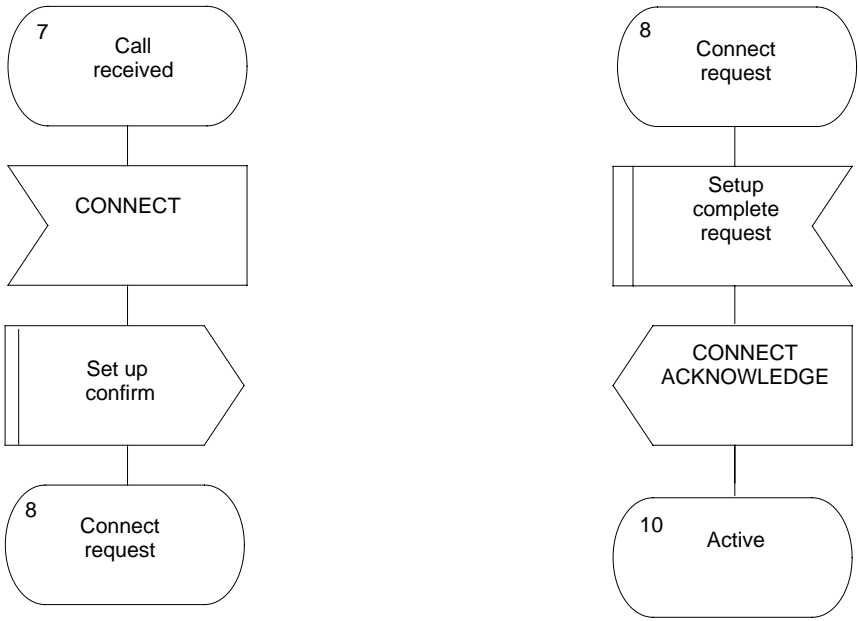 7
Call
received
CONNECT
Set up
confirm
8
Connect
request
8
Connect
request
Setup
complete
request
CONNECT
ACKNOWLEDGE
10
Active